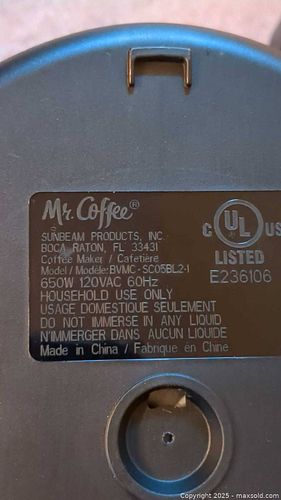 Mr. Coffee®
SUNBEAM PRODUCTS, INC.
BOCA RATON, FL 33431
Coffee Maker / Cafetière
Model / Modèle: BVMC - SC05BL2-1
650W 120VAC 60Hz
HOUSEHOLD USE ONLY
USAGE DOMESTIQUE SEULEMENT
DO NOT IMMERSE IN ANY LIQUID
N'IMMERGER DANS AUCUN LIQUIDE
Made in China / Fabrique en Chine
C UL US
®
LISTED
E236106
Copyright © 2025 - maxsold.com